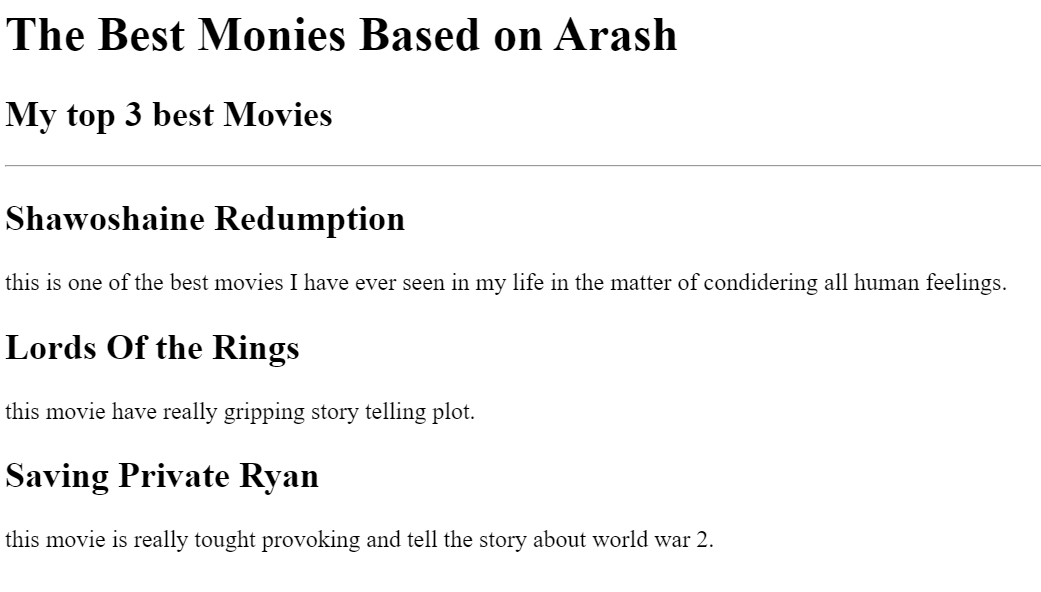 The Best Monies Based on Arash
My top 3 best Movies
Shawoshaine Redumption
this is one of the best movies I have ever seen in my life in the matter of condidering all human feelings.
Lords Of the Rings
this movie have really gripping story telling plot.
Saving Private Ryan
this movie is really tought provoking and tell the story about world war 2.